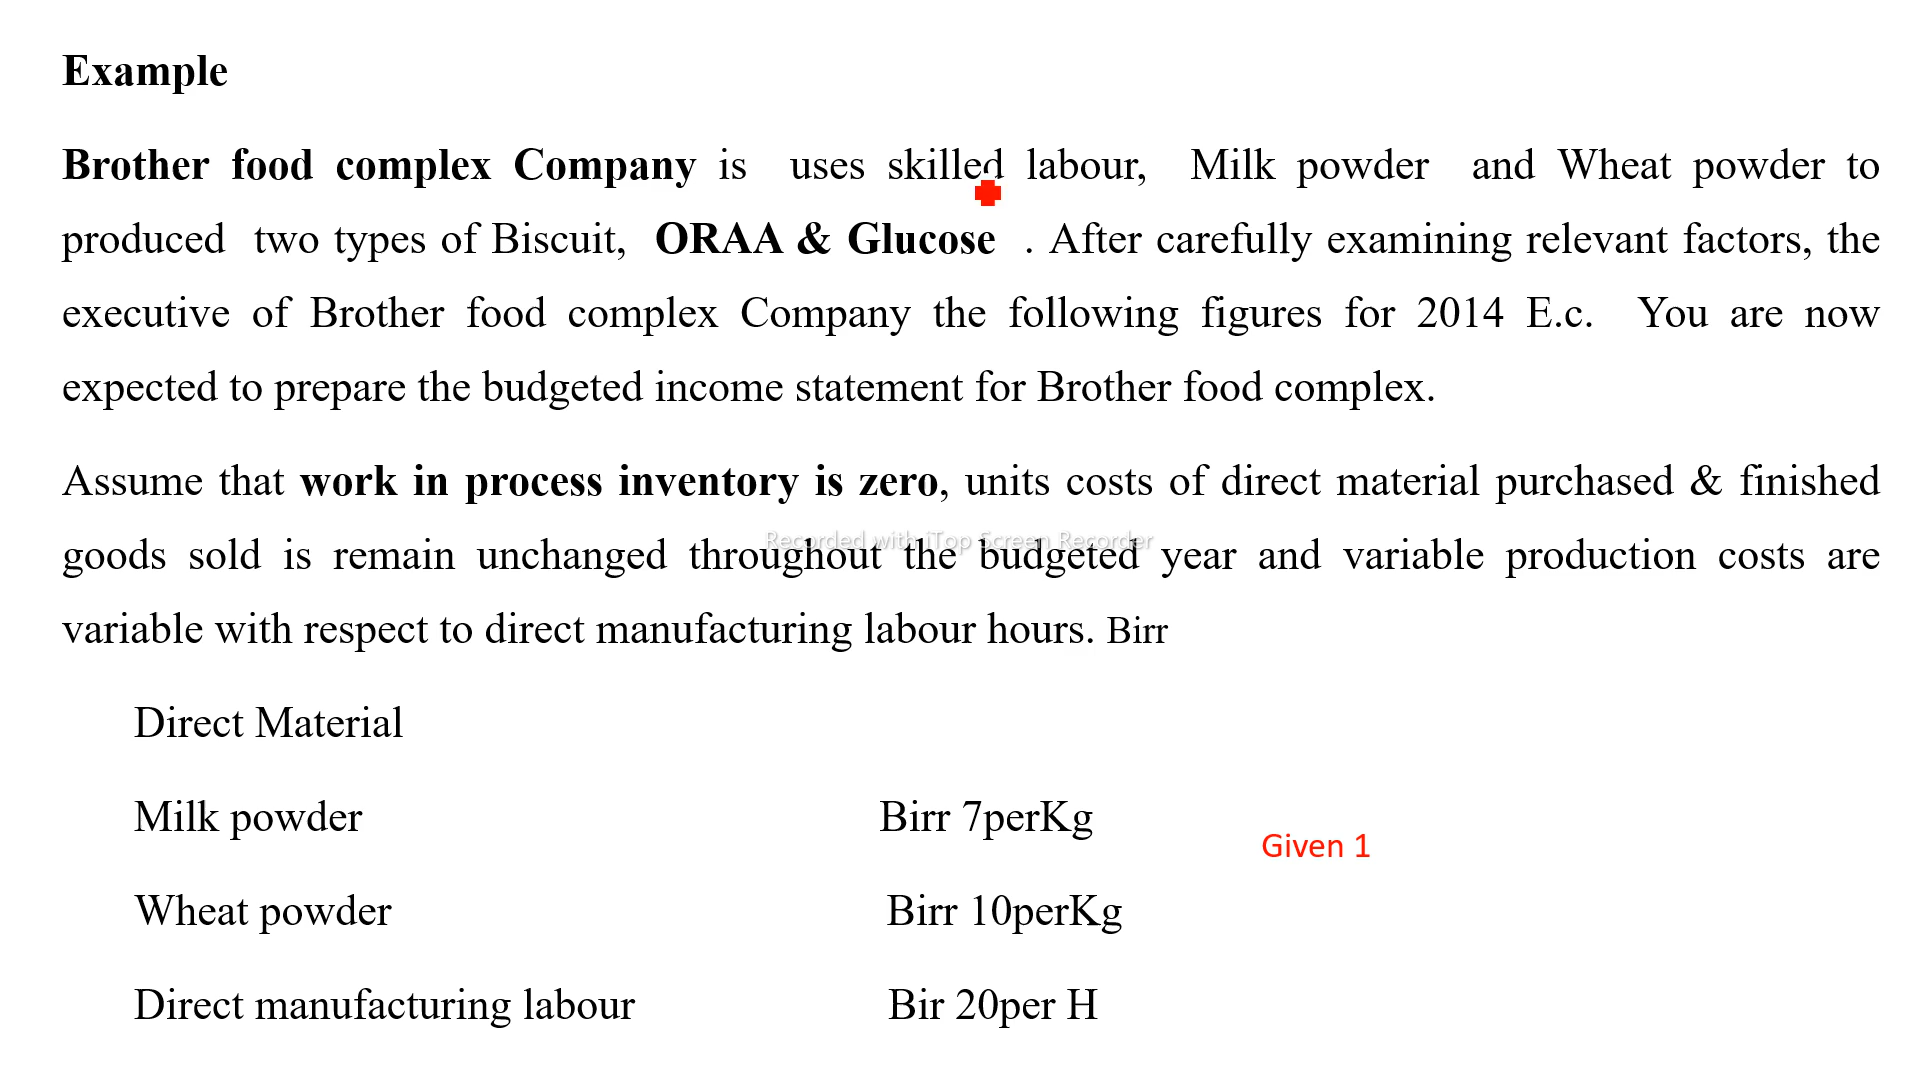 Example
Brother food complex Company is uses skilled labour, Milk powder and Wheat powder to
produced two types of Biscuit, ORAA & Glucose . After carefully examining relevant factors, the
executive of Brother food complex Company the following figures for 2014 E.c. You are now
expected to prepare the budgeted income statement for Brother food complex.
Assume that work in process inventory is zero, units costs of direct material purchased & finished
Recorded with iTop Screen Recorder
goods sold is remain unchanged throughout the budgeted year and variable production costs are
variable with respect to direct manufacturing labour hours. Birr
Direct Material
Milk powder Birr 7perKg
Given 1
Wheat powder Birr 10perKg
Direct manufacturing labour Bir 20per H